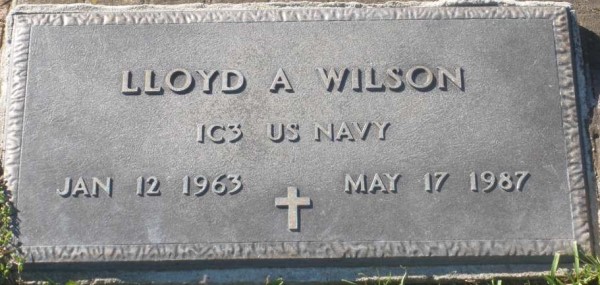 LLOYD A WILSON
IC3 US NAVY
JAN 12 1963 MAY 17 1987